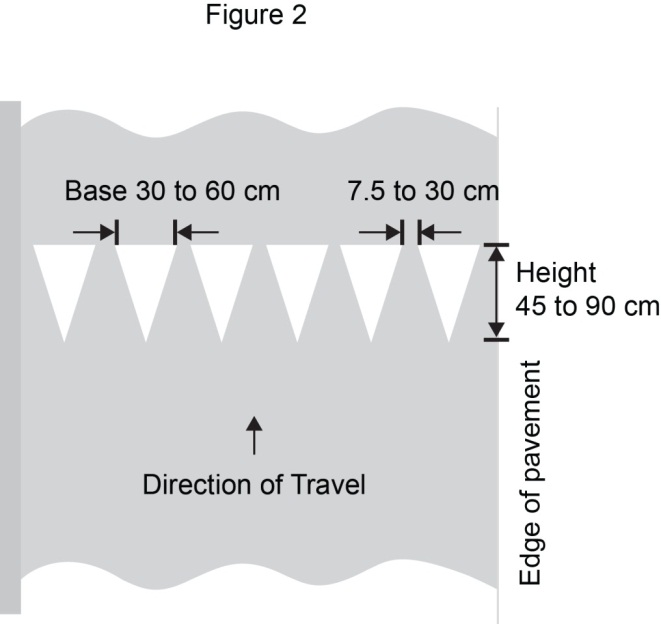 Figure 2
Base 30 to 60 cm
7.5 to 30 cm
Height
45 to 90 cm
Edge of pavement
Direction of Travel